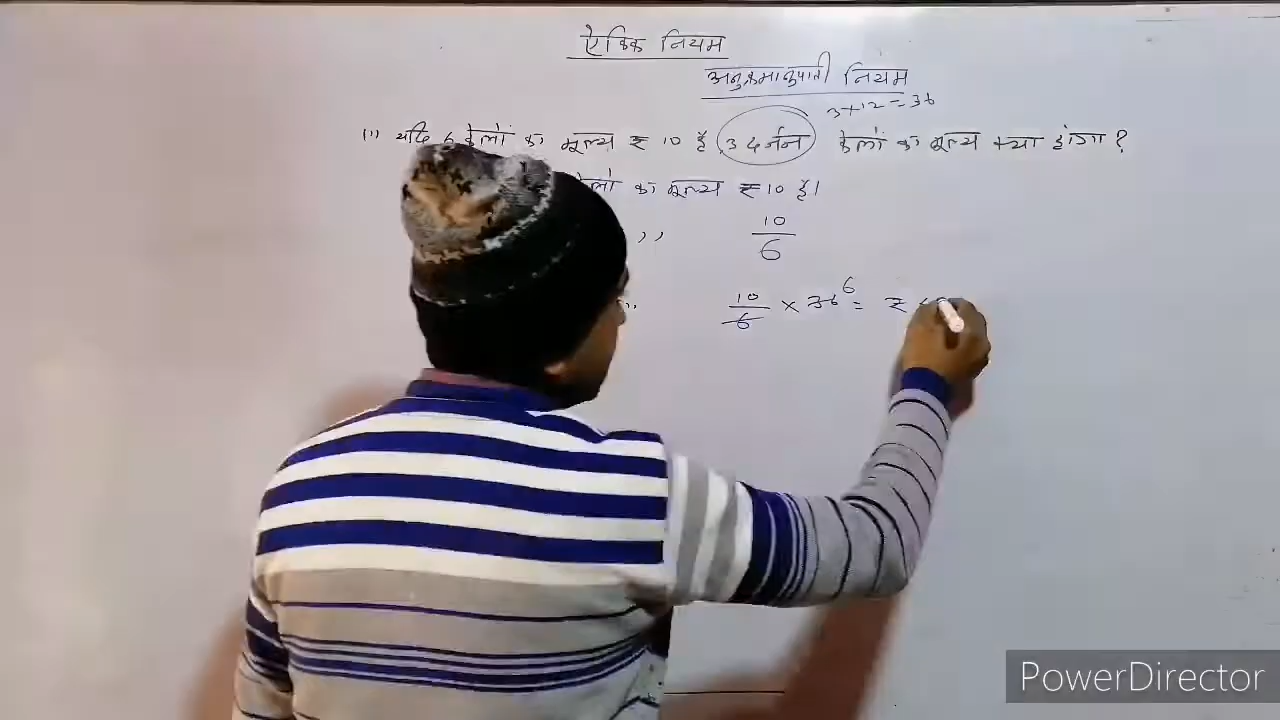 ऐकिक नियम
अनुक्रमानुपाती नियम
3×12 = 36
(1) यदि 6 केलों का मूल्य ₹ 10 है, 3 दर्जन केलों का मूल्य क्या होगा?
केलों का मूल्य ₹ 10 है।
,, 10/6
,, 10/6 × 36 6 = ₹
PowerDirector